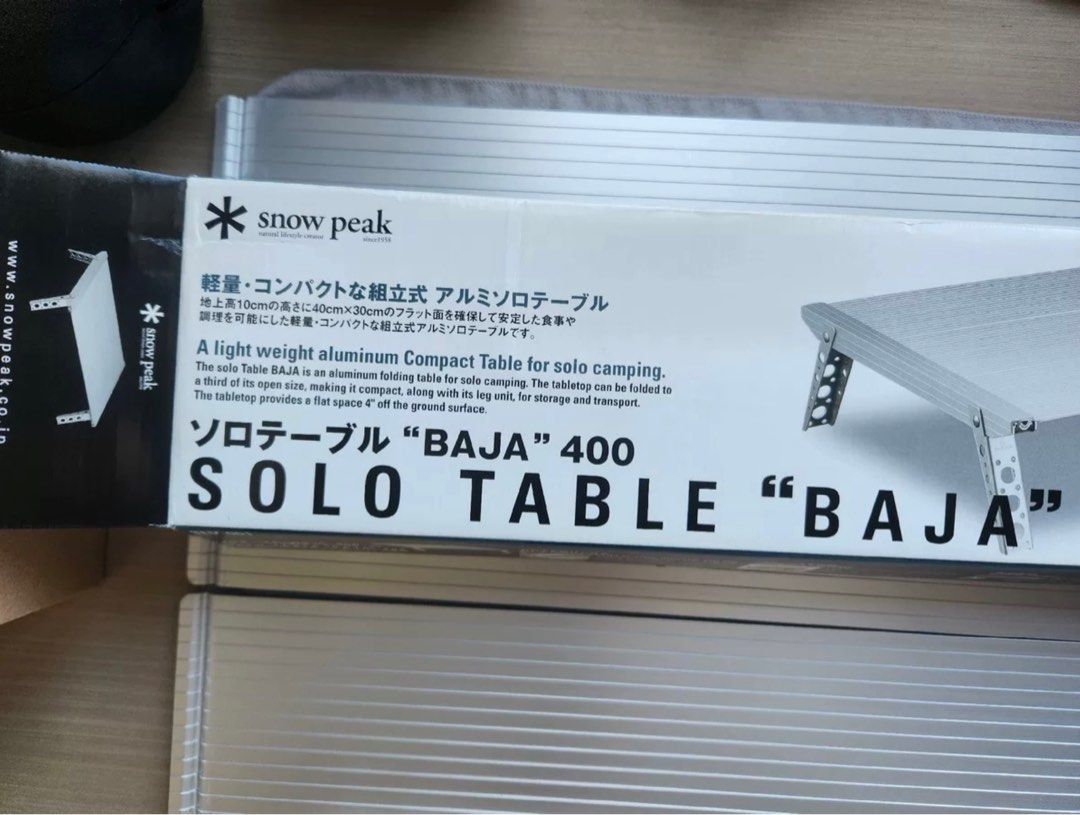 snow peak
natural lifestyle creator
since1958
軽量・コンパクトな組立式 アルミソロテーブル
地上高10cmの高さに40cm×30cmのフラット面を確保して安定した食事や
調理を可能にした軽量・コンパクトな組立式アルミソロテーブルです。
A light weight aluminum Compact Table for solo camping.
The solo Table BAJA is an aluminum folding table for solo camping. The tabletop can be folded to
a third of its open size, making it compact, along with its leg unit, for storage and transport.
The tabletop provides a flat space 4" off the ground surface.
ソロテーブル “BAJA” 400
SOLO TABLE “BAJA”
snow peak
www.snowpeak.co.jp